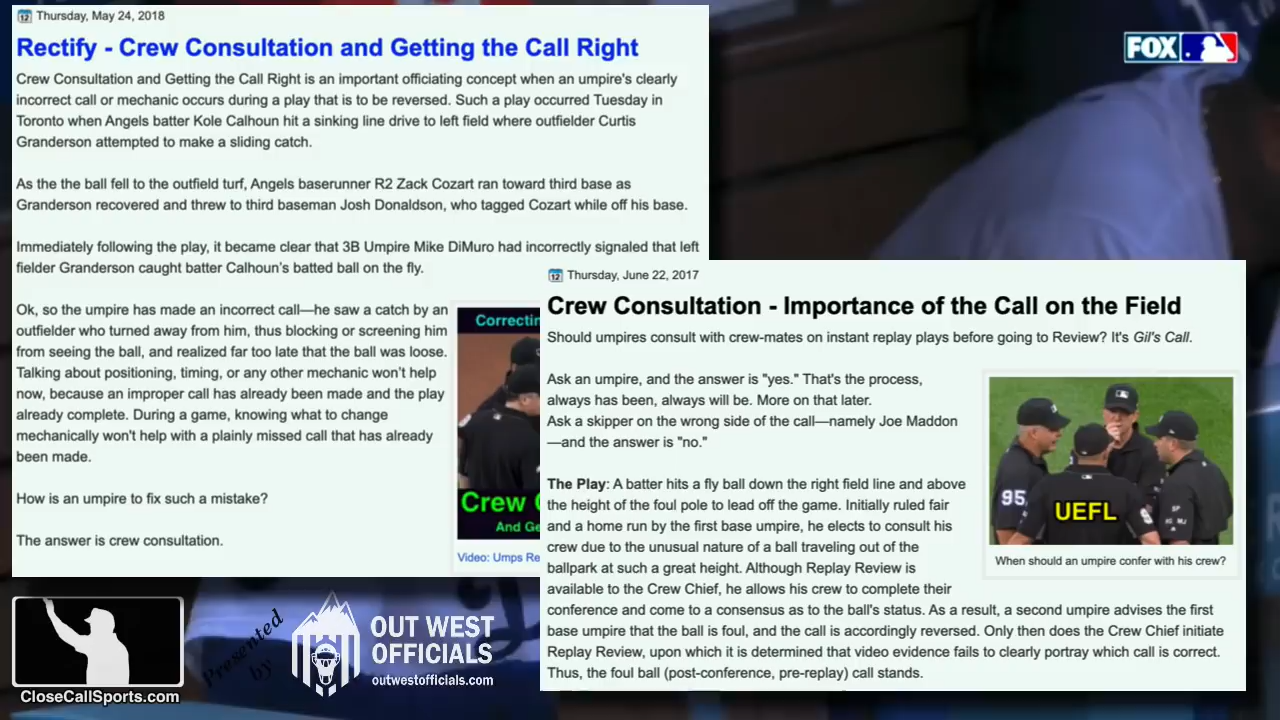 Thursday, May 24, 2018
Rectify - Crew Consultation and Getting the Call Right
Crew Consultation and Getting the Call Right is an important officiating concept when an umpire's clearly
incorrect call or mechanic occurs during a play that is to be reversed. Such a play occurred Tuesday in
Toronto when Angels batter Kole Calhoun hit a sinking line drive to left field where outfielder Curtis
Granderson attempted to make a sliding catch.
As the the ball fell to the outfield turf, Angels baserunner R2 Zack Cozart ran toward third base as
Granderson recovered and threw to third baseman Josh Donaldson, who tagged Cozart while off his base.
Immediately following the play, it became clear that 3B Umpire Mike DiMuro had incorrectly signaled that left
fielder Granderson caught batter Calhoun's batted ball on the fly.
Ok, so the umpire has made an incorrect call—he saw a catch by an
outfielder who turned away from him, thus blocking or screening him
from seeing the ball, and realized far too late that the ball was loose.
Talking about positioning, timing, or any other mechanic won't help
now, because an improper call has already been made and the play
already complete. During a game, knowing what to change
mechanically won't help with a plainly missed call that has already
been made.
How is an umpire to fix such a mistake?
The answer is crew consultation.
Correctin
Crew
And Ge
Video: Umps Re
FOX
Thursday, June 22, 2017
Crew Consultation - Importance of the Call on the Field
Should umpires consult with crew-mates on instant replay plays before going to Review? It's Gil's Call.
Ask an umpire, and the answer is "yes." That's the process,
always has been, always will be. More on that later.
Ask a skipper on the wrong side of the call—namely Joe Maddon
—and the answer is "no."
The Play: A batter hits a fly ball down the right field line and above
the height of the foul pole to lead off the game. Initially ruled fair
and a home run by the first base umpire, he elects to consult his
crew due to the unusual nature of a ball traveling out of the
ballpark at such a great height. Although Replay Review is
available to the Crew Chief, he allows his crew to complete their
conference and come to a consensus as to the ball's status. As a result, a second umpire advises the first
base umpire that the ball is foul, and the call is accordingly reversed. Only then does the Crew Chief initiate
Replay Review, upon which it is determined that video evidence fails to clearly portray which call is correct.
Thus, the foul ball (post-conference, pre-replay) call stands.
95
UEFL
When should an umpire confer with his crew?
CloseCallSports.com
Presented
by
OUT WEST
OFFICIALS
outwestofficials.com